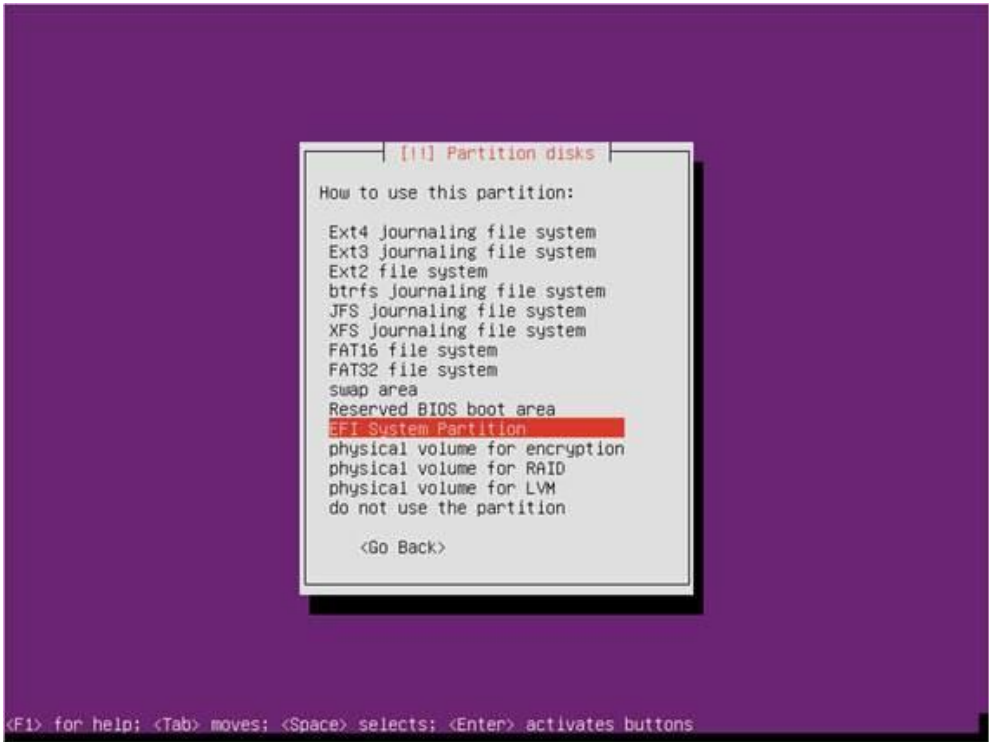 [!!] Partition disks
How to use this partition:
Ext4 journaling file system
Ext3 journaling file system
Ext2 file system
btrfs journaling file system
JFS journaling file system
XFS journaling file system
FAT16 file system
FAT32 file system
swap area
Reserved BIOS boot area
EFI System Partition
physical volume for encryption
physical volume for RAID
physical volume for LVM
do not use the partition
<Go Back>
<F1> for help; <Tab> moves; <Space> selects; <Enter> activates buttons